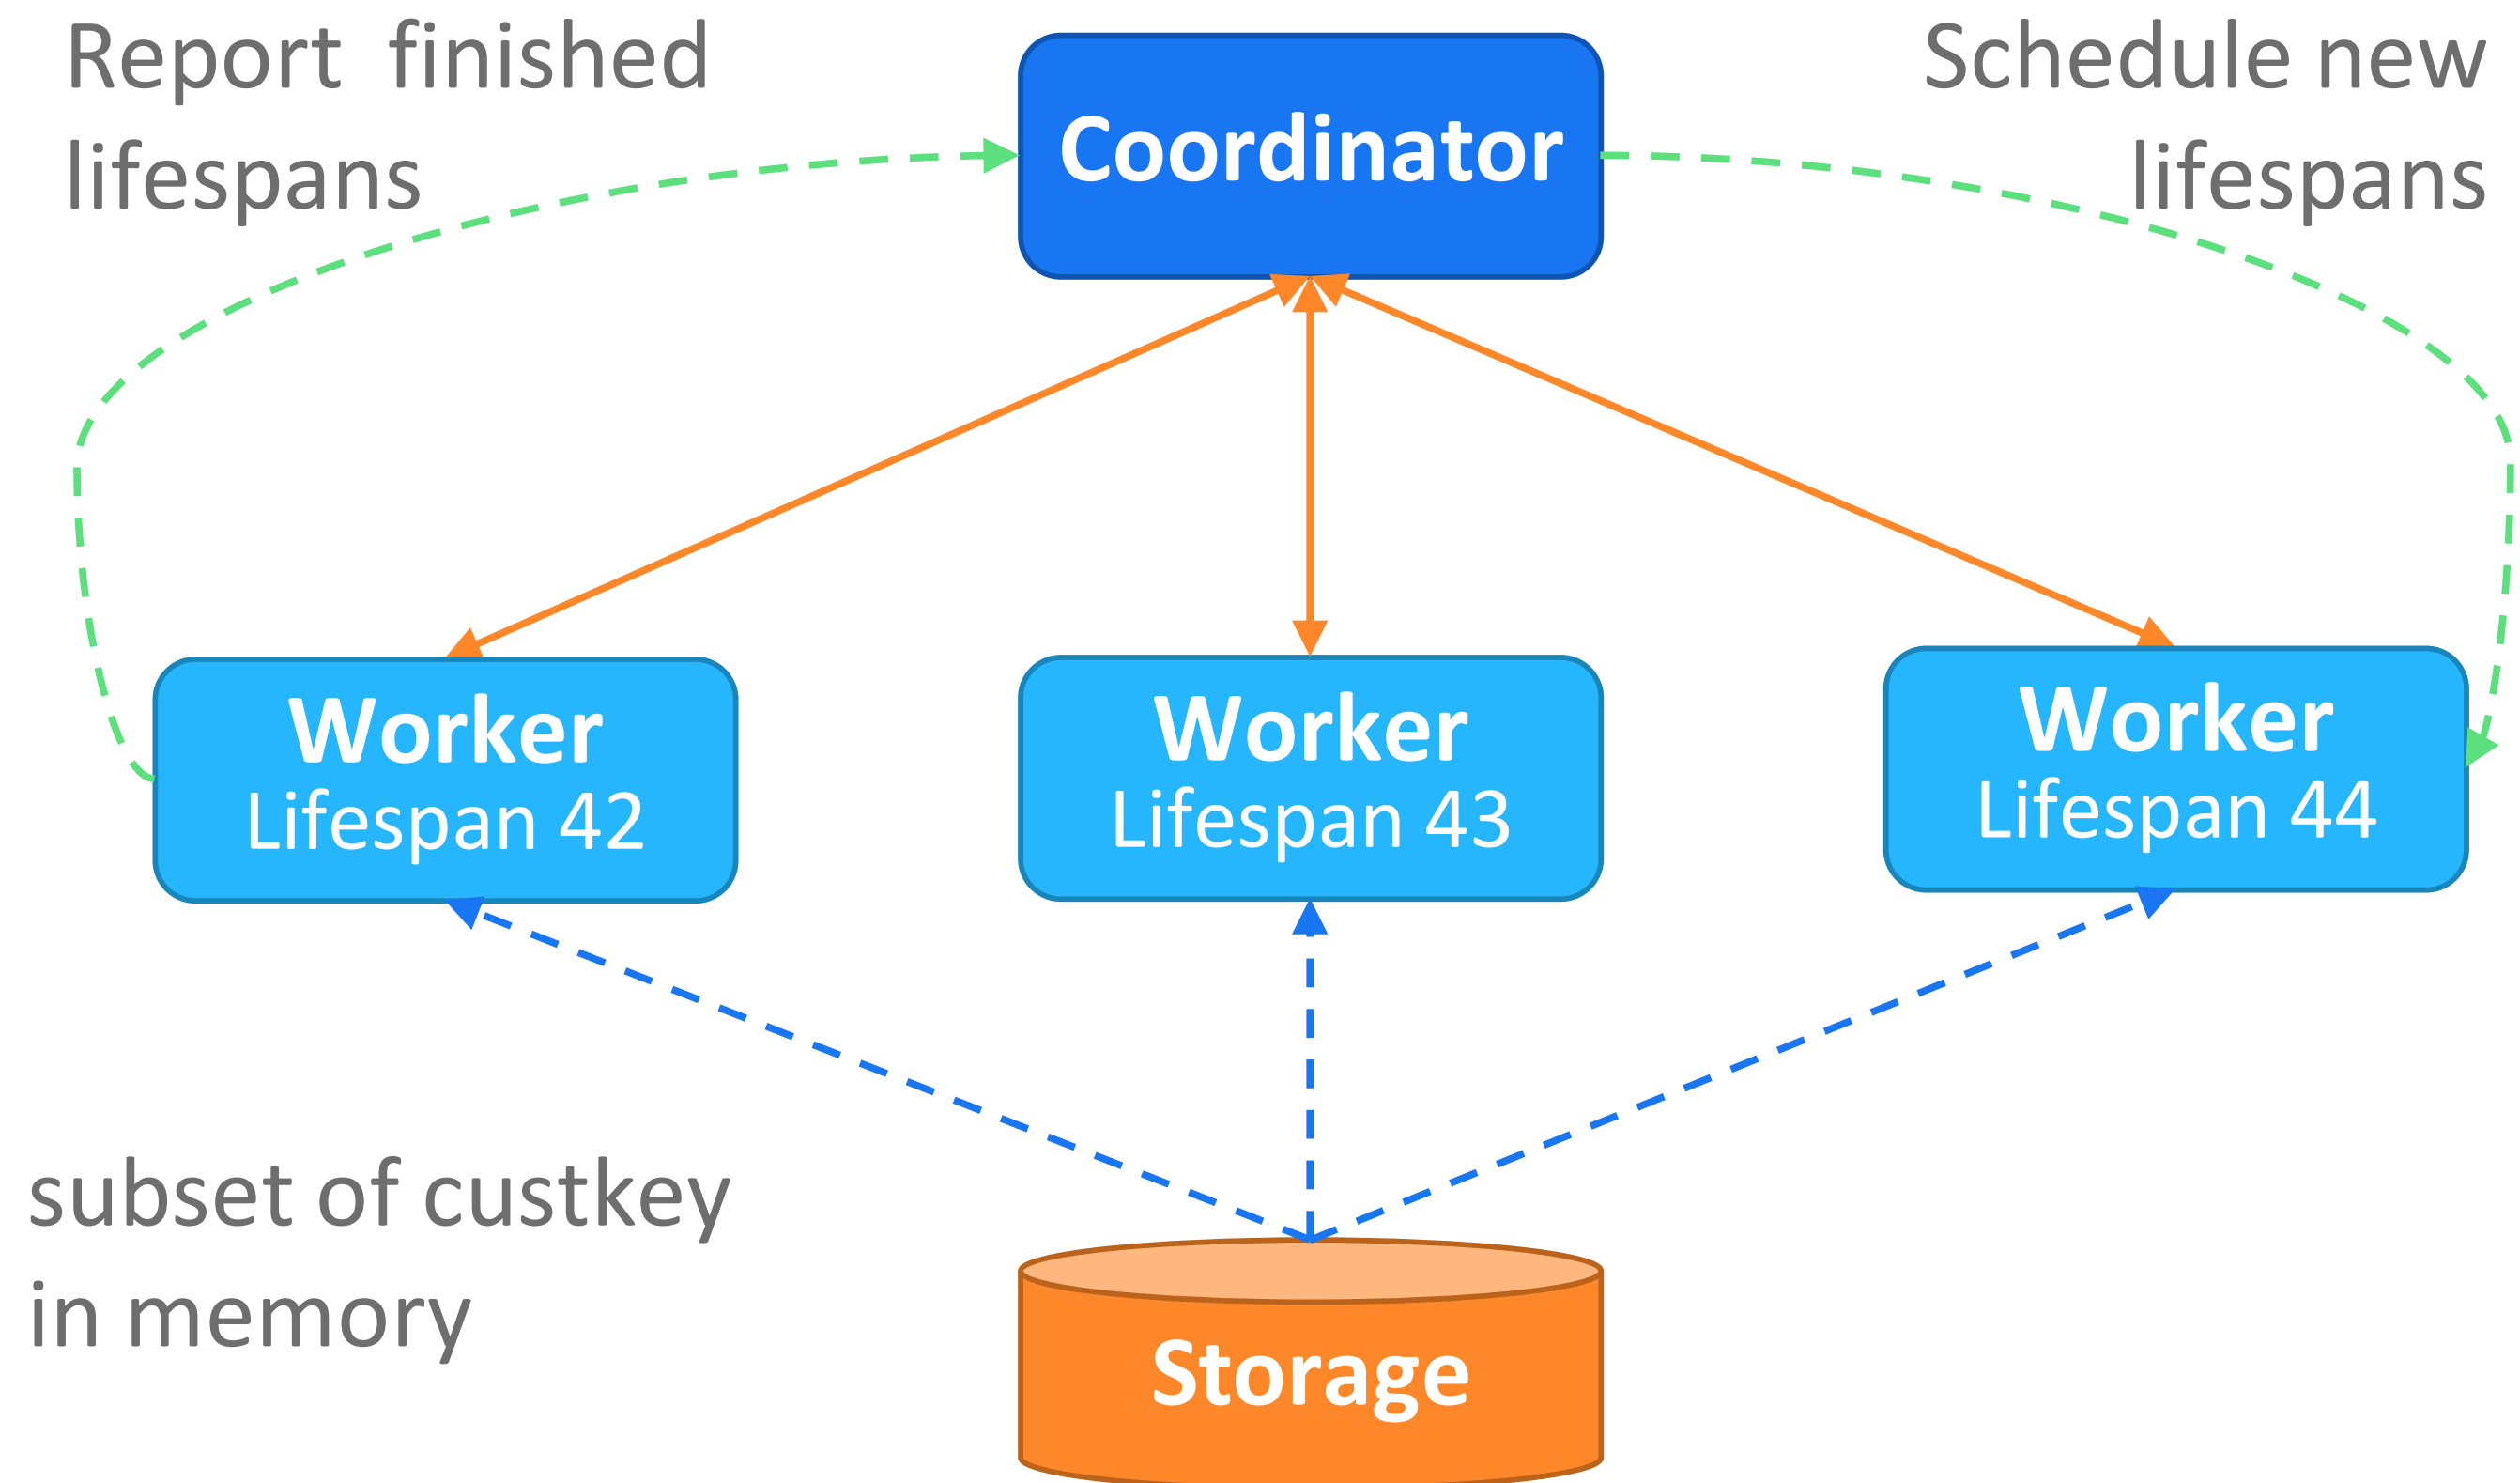 Report finished
lifespans
Coordinator
Schedule new
lifespans
Worker
Lifespan 42
Worker
Lifespan 43
Worker
Lifespan 44
subset of custkey
in memory
Storage